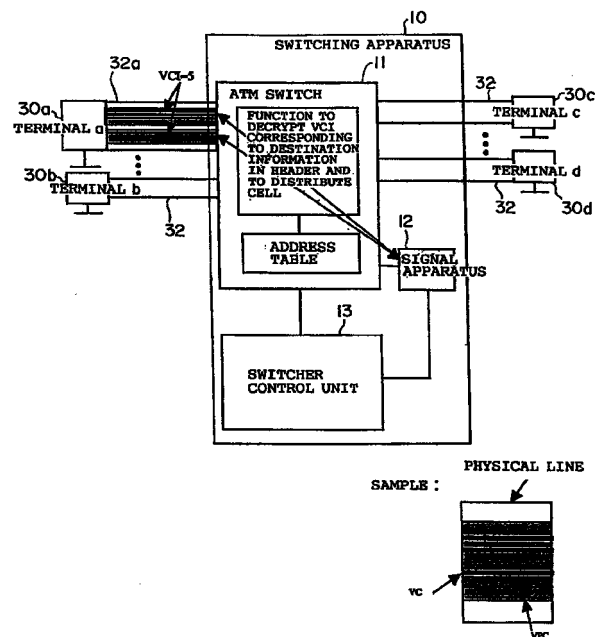 10
SWITCHING APPARATUS
11
32a
VCI-5
ATM SWITCH
30a
TERMINAL a
32
30c
TERMINAL c
FUNCTION TO
DECRYPT VCI
CORRESPONDING
TO DESTINATION
INFORMATION
IN HEADER AND
TO DISTRIBUTE
CELL
30b
TERMINAL b
32
TERMINAL d
32
30d
12
ADDRESS
TABLE
SIGNAL
APPARATUS
13
SWITCHER
CONTROL UNIT
PHYSICAL LINE
SAMPLE :
VC
VPC